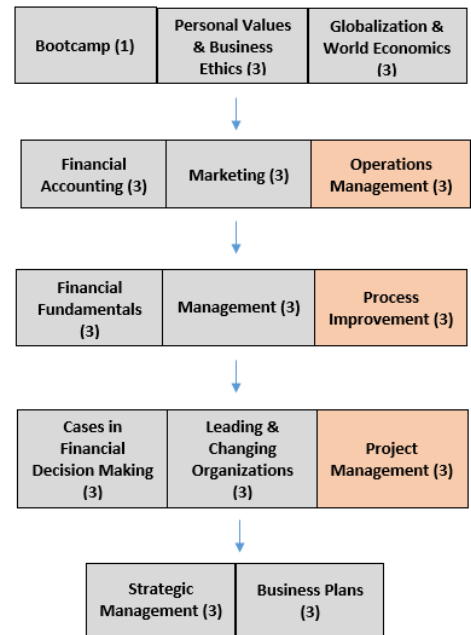 Bootcamp (1)
Personal Values
& Business
Ethics (3)
Globalization &
World Economics
(3)
Financial
Accounting (3)
Marketing (3)
Operations
Management (3)
Financial
Fundamentals
(3)
Management (3)
Process
Improvement (3)
Cases in
Financial
Decision Making
(3)
Leading &
Changing
Organizations
(3)
Project
Management (3)
Strategic
Management (3)
Business Plans
(3)